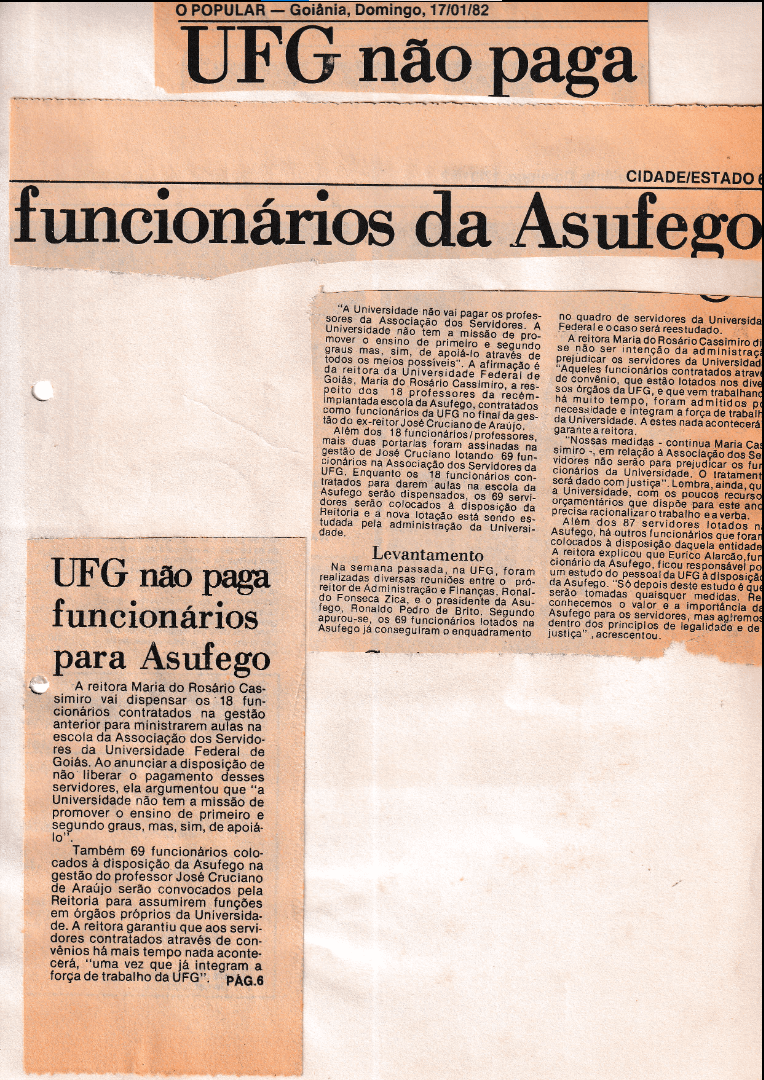 O POPULAR — Goiânia, Domingo, 17/01/82
UFG não paga
CIDADE/ESTADO 6
funcionários da Asufego
"A Universidade não vai pagar os profes-
sores da Associação dos Servidores. A
Universidade não tem a missão de pro-
mover o ensino de primeiro e segundo
graus mas, sim, de apoiá-lo através de
todos os meios possíveis". A afirmação é
da reitora da Universidade Federal de
Goiás, Maria do Rosário Cassimiro, a res-
peito dos 18 professores da recém-
implantada escola da Asufego, contratados
como funcionários da UFG no final da ges-
tão do ex-reitor José Cruciano de Araújo.
Além dos 18 funcionários/professores,
mais duas portarias foram assinadas na
gestão de José Cruciano lotando 69 fun-
cionários na Associação dos Servidores da
UFG. Enquanto os 18 funcionários con-
tratados para darem aulas na escola da
Asufego serão dispensados, os 69 servi-
dores serão colocados à disposição da
Reitoria e a nova lotação está sendo es-
tudada pela administração da Universi-
dade.
Levantamento
Na semana passada, na UFG, foram
realizadas diversas reuniões entre o pró-
reitor de Administração e Finanças, Ronal-
do Fonseca Zica, e o presidente da Asu-
fego, Ronaldo Pedro de Brito. Segundo
apurou-se, os 69 funcionários lotados na
Asufego já conseguiram o enquadramento
no quadro de servidores da Universida
Federal e o caso será reestudado.
A reitora Maria do Rosário Cassimiro di
se não ser intenção da administraçã
prejudicar os servidores da Universidad
"Aqueles funcionários contratados atrav
de convênio, que estão lotados nos dive
sos órgãos da UFG, e que vem trabalhand
há muito tempo, foram admitidos po
necessidade e integram a força de trabalh
da Universidade. A estes nada acontecerá
garante a reitora.
"Nossas medidas - continua Maria Cas
simiro -, em relação à Associação dos Se
vidores não serão para prejudicar os fun
cionários da Universidade. O tratament
será dado com justiça". Lembra, ainda, qu
a Universidade, com os poucos recurso
orçamentários que dispõe para este ano
precisa racionalizar o trabalho e a verba.
Além dos 87 servidores lotados n
Asufego, há outros funcionários que foram
colocados à disposição daquela entidade
A reitora explicou que Eurico Alarcão, fun
cionário da Asufego, ficou responsável po
um estudo do pessoal da UFG à disposição
da Asufego. "Só depois deste estudo é que
serão tomadas quaisquer medidas. Re
conhecemos o valor e a importância da
Asufego para os servidores, mas agiremos
dentro dos princípios de legalidade e de
justiça", acrescentou.
UFG não paga
funcionários
para Asufego
A reitora Maria do Rosário Cas-
simiro vai dispensar os 18 fun-
cionários contratados na gestão
anterior para ministrarem aulas na
escola da Associação dos Servido-
res da Universidade Federal de
Goiás. Ao anunciar a disposição de
não liberar o pagamento desses
servidores, ela argumentou que "a
Universidade não tem a missão de
promover o ensino de primeiro e
segundo graus, mas, sim, de apoiá-
lo".
Também 69 funcionários colo-
cados à disposição da Asufego na
gestão do professor José Cruciano
de Araújo serão convocados pela
Reitoria para assumirem funções
em órgãos próprios da Universida-
de. A reitora garantiu que aos servi-
dores contratados através de con-
vênios há mais tempo nada aconte-
cerá, "uma vez que já integram a
força de trabalho da UFG". PÁG.6